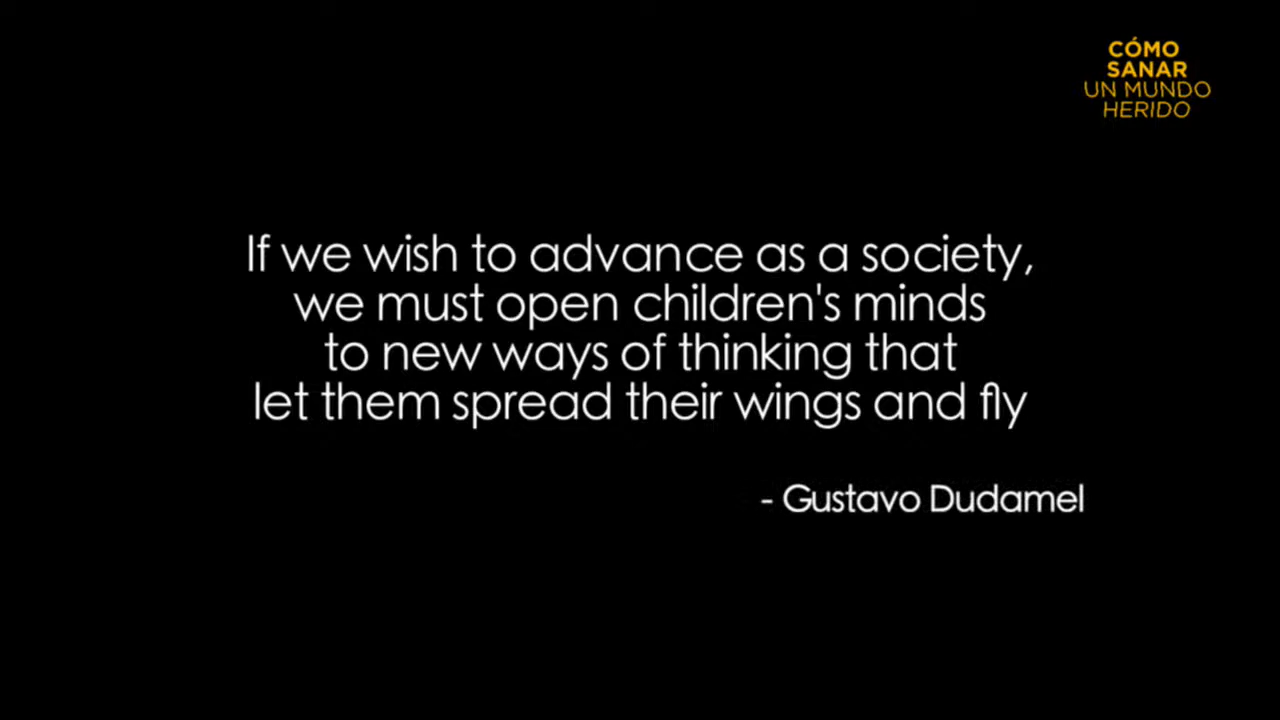 CÓMO
SANAR
UN MUNDO
HERIDO
If we wish to advance as a society,
we must open children's minds
to new ways of thinking that
let them spread their wings and fly
- Gustavo Dudamel